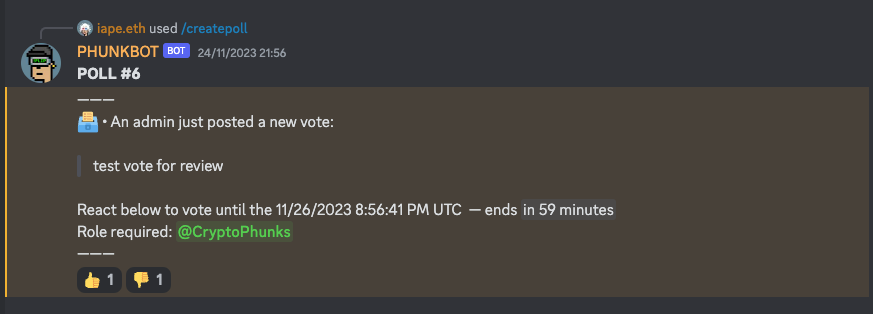 iape.eth used /createpoll
PHUNKBOT BOT 24/11/2023 21:56
POLL #6
———
• An admin just posted a new vote:
test vote for review
React below to vote until the 11/26/2023 8:56:41 PM UTC — ends in 59 minutes
Role required: @CryptoPhunks
———
1 1